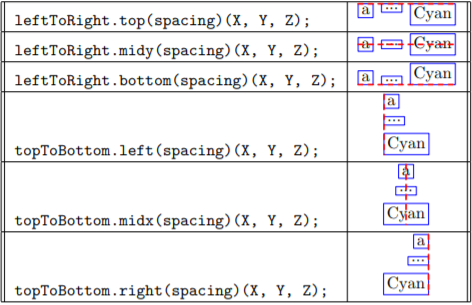 leftToRight.top(spacing)(X, Y, Z); a ... Cyan
leftToRight.midy(spacing)(X, Y, Z); a ... Cyan
leftToRight.bottom(spacing)(X, Y, Z); a ... Cyan
a
...
topToBottom.left(spacing)(X, Y, Z); Cyan
a
...
topToBottom.midx(spacing)(X, Y, Z); Cyan
a
...
topToBottom.right(spacing)(X, Y, Z); Cyan